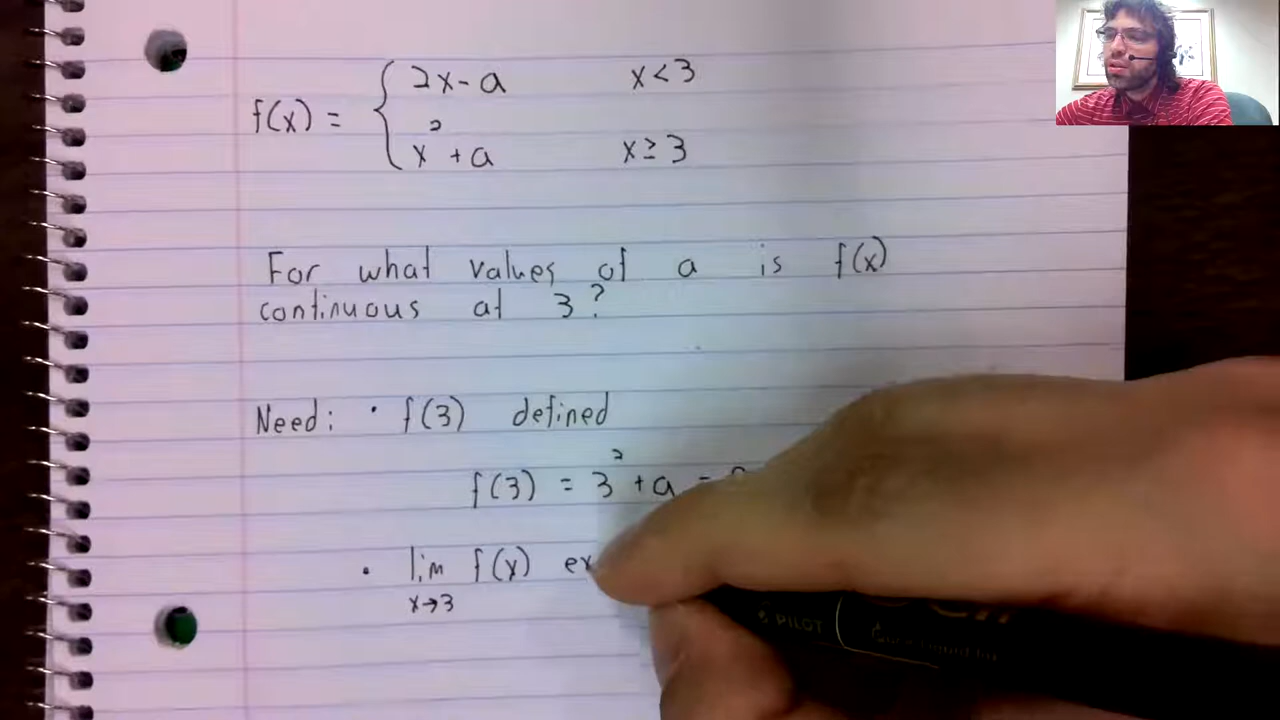 f(x) = { 2x - a x < 3
x² + a x ≥ 3
For what values of a is f(x)
continuous at 3?
Need: • f(3) defined
f(3) = 3² + a =
• lim f(x)
x→3
PILOT